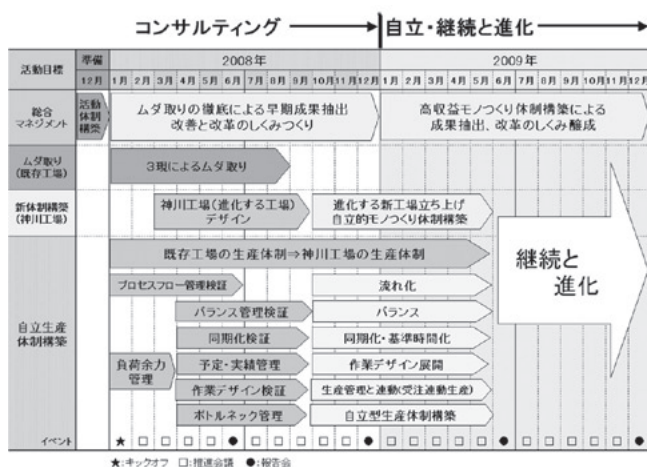 コンサルティング 自立・継続と進化
活動目標 準備 2008年 2009年
12月 1月 2月 3月 4月 5月 6月 7月 8月 9月 10月 11月 12月 1月 2月 3月 4月 5月 6月 7月 8月 9月 10月 11月 12月
総合
マネジメント
活動
体制
構築
ムダ取りの徹底による早期成果抽出
改善と改革のしくみつくり
高収益モノつくり体制構築による
成果抽出、改革のしくみ醸成
ムダ取り
(既存工場)
3現によるムダ取り
新体制構築
(神川工場)
神川工場(進化する工場)
デザイン
進化する新工場立ち上げ
自立的モノつくり体制構築
自立生産
体制構築
既存工場の生産体制⇒神川工場の生産体制
プロセスフロー管理検証 流れ化
バランス管理検証 バランス
同期化検証 同期化・基準時間化
負荷余力
管理
予定・実績管理 作業デザイン展開
作業デザイン検証 生産管理と連動(受注連動生産)
ボトルネック管理 自立型生産体制構築
継続と
進化
イベント ★ □ □ □ □ ● □ □ □ □ □ ● □ □ □ □ □ ● □ □ □ □ □ ●
★:キックオフ □:推進会議 ●:報告会